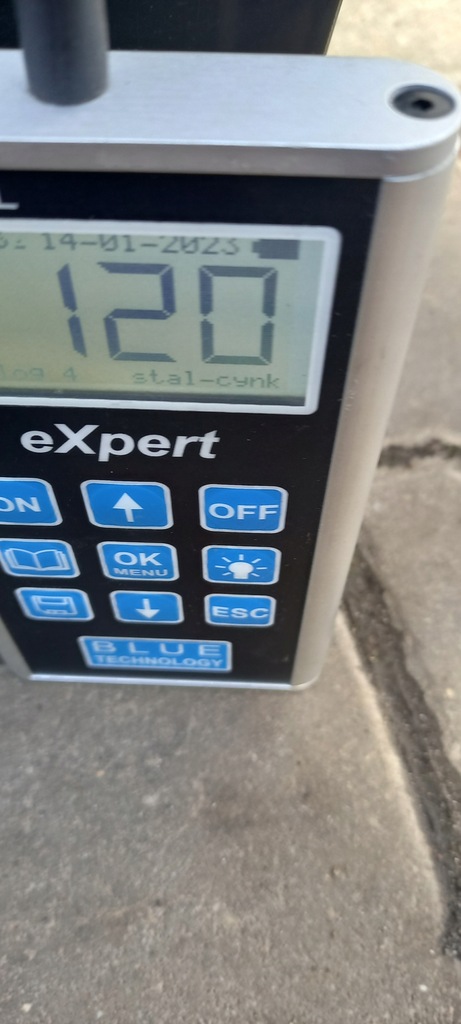 L
14-01-2023
120
log 4 stal-cynk
eXpert
ON OFF
OK
MENU
ESC
BLUE
TECHNOLOGY